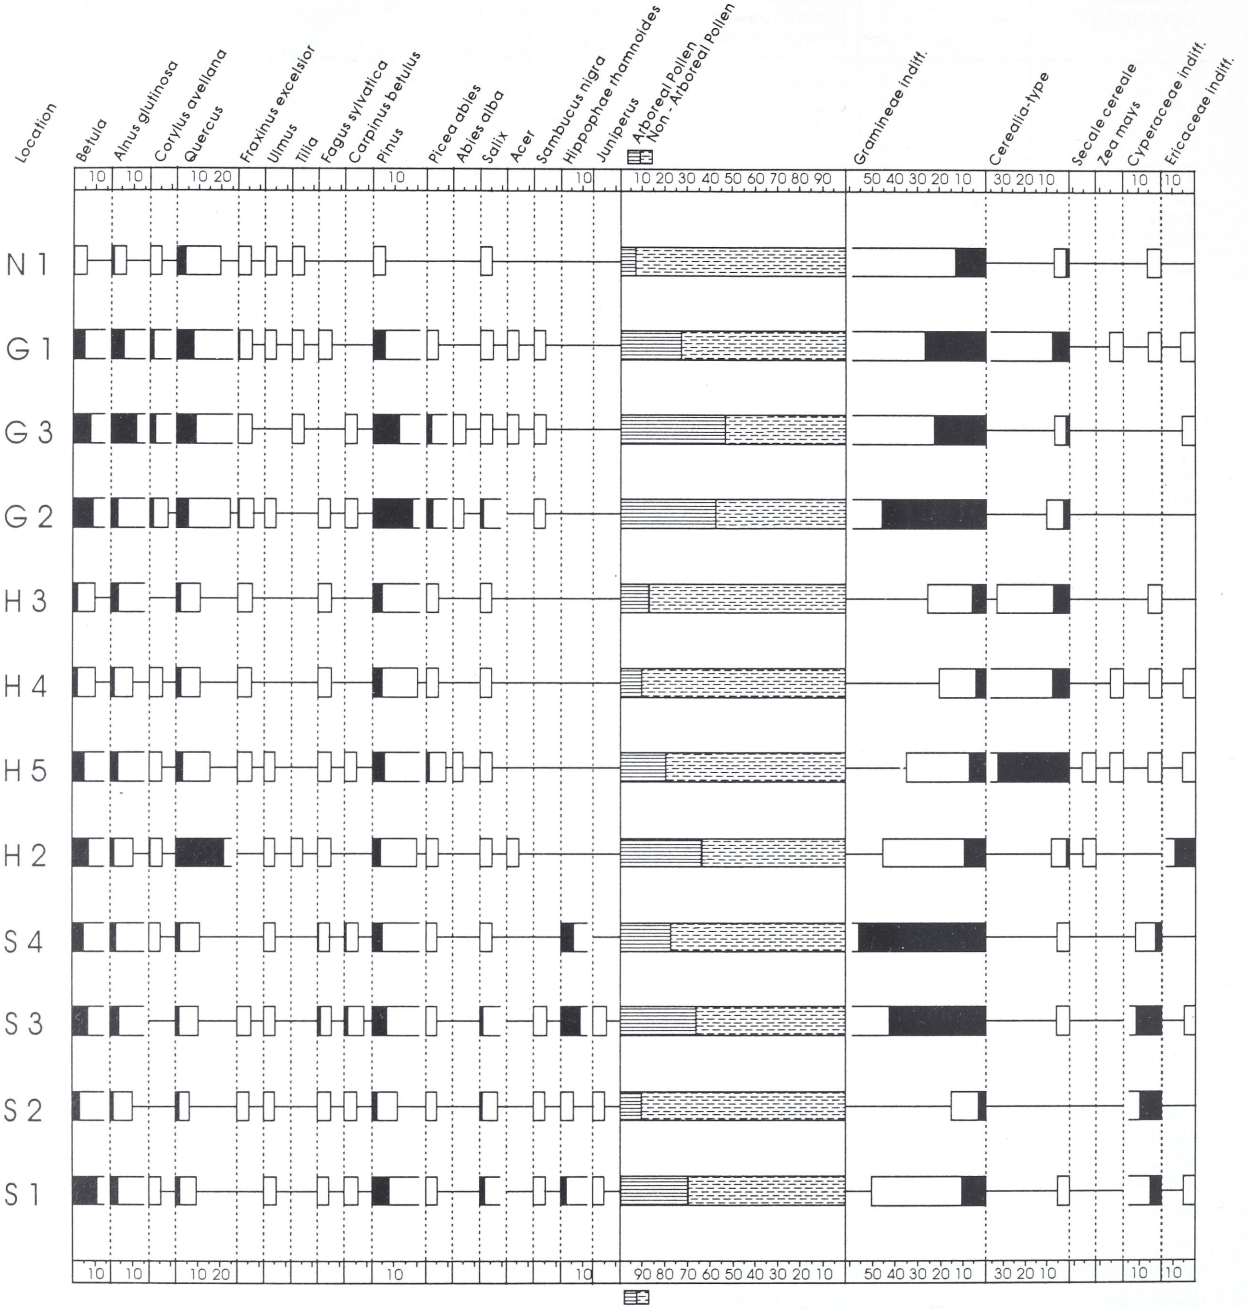 Location
Betula
Alnus glutinosa
Corylus avellana
Quercus
Fraxinus excelsior
Ulmus
Tilia
Fagus sylvatica
Carpinus betulus
Pinus
Picea abies
Abies alba
Salix
Acer
Sambucus nigra
Hippophae rhamnoides
Juniperus
Arboreal Pollen
Non - Arboreal Pollen
Gramineae indiff.
Cerealia-type
Secale cereale
Zea mays
Cyperaceae indiff.
Ericaceae indiff.
10 10 10 20 10 10 10 20 30 40 50 60 70 80 90 50 40 30 20 10 30 20 10 10 10
N 1
G 1
G 3
G 2
H 3
H 4
H 5
H 2
S 4
S 3
S 2
S 1
10 10 10 20 10 10 90 80 70 60 50 40 30 20 10 50 40 30 20 10 30 20 10 10 10